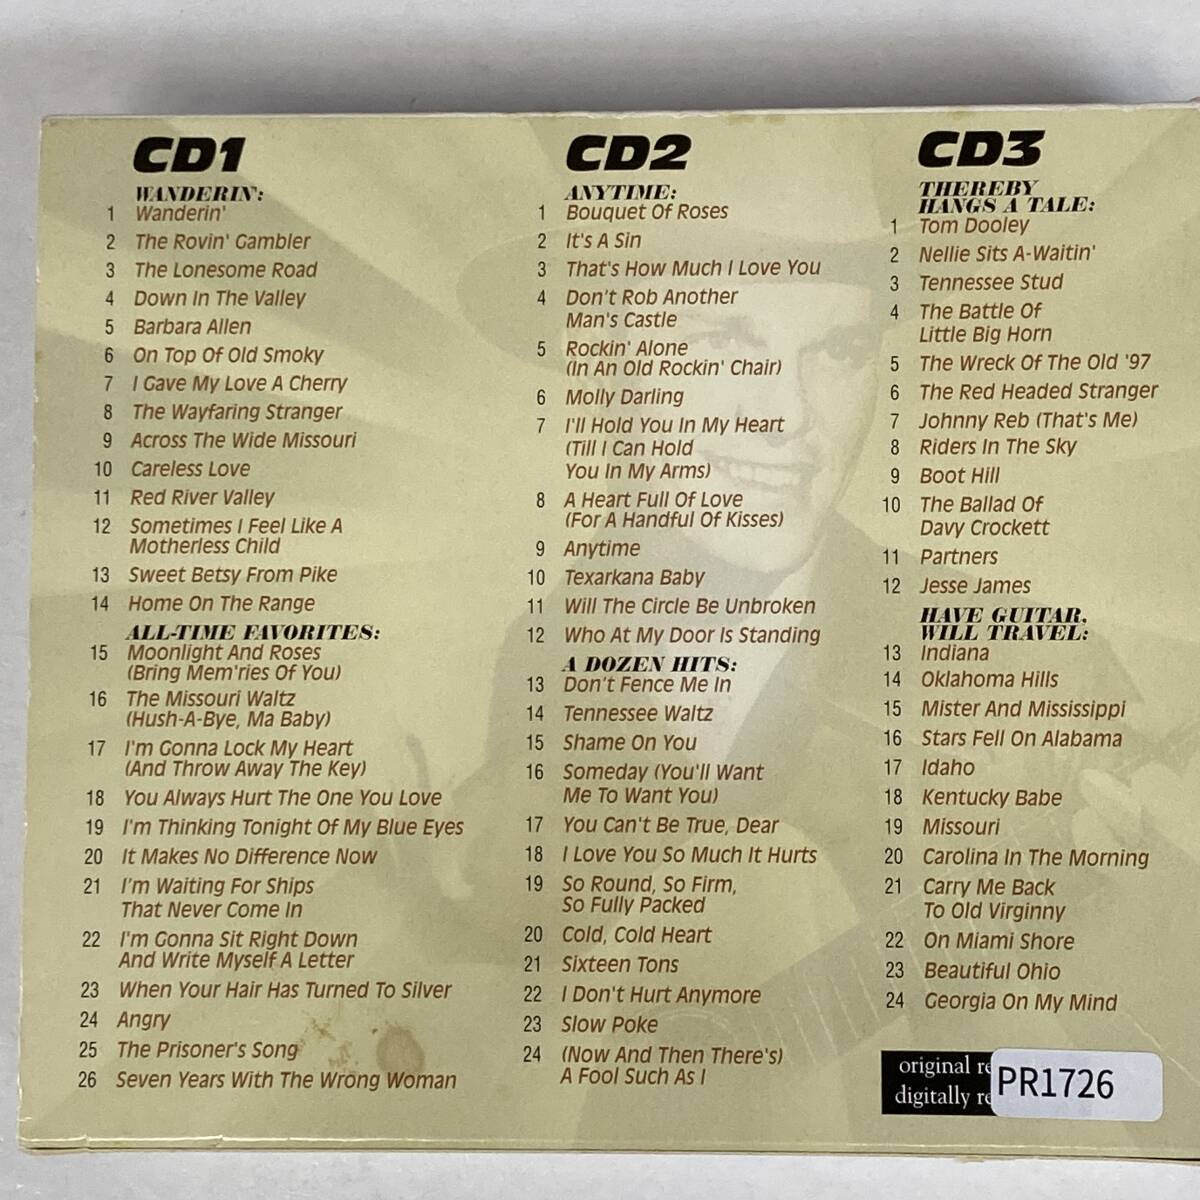 CD1
WANDERIN':
1 Wanderin'
2 The Rovin' Gambler
3 The Lonesome Road
4 Down In The Valley
5 Barbara Allen
6 On Top Of Old Smoky
7 I Gave My Love A Cherry
8 The Wayfaring Stranger
9 Across The Wide Missouri
10 Careless Love
11 Red River Valley
12 Sometimes I Feel Like A
Motherless Child
13 Sweet Betsy From Pike
14 Home On The Range
ALL-TIME FAVORITES:
15 Moonlight And Roses
(Bring Mem'ries Of You)
16 The Missouri Waltz
(Hush-A-Bye, Ma Baby)
17 I'm Gonna Lock My Heart
(And Throw Away The Key)
18 You Always Hurt The One You Love
19 I'm Thinking Tonight Of My Blue Eyes
20 It Makes No Difference Now
21 I'm Waiting For Ships
That Never Come In
22 I'm Gonna Sit Right Down
And Write Myself A Letter
23 When Your Hair Has Turned To Silver
24 Angry
25 The Prisoner's Song
26 Seven Years With The Wrong Woman
CD2
ANYTIME:
1 Bouquet Of Roses
2 It's A Sin
3 That's How Much I Love You
4 Don't Rob Another
Man's Castle
5 Rockin' Alone
(In An Old Rockin' Chair)
6 Molly Darling
7 I'll Hold You In My Heart
(Till I Can Hold
You In My Arms)
8 A Heart Full Of Love
(For A Handful Of Kisses)
9 Anytime
10 Texarkana Baby
11 Will The Circle Be Unbroken
12 Who At My Door Is Standing
A DOZEN HITS:
13 Don't Fence Me In
14 Tennessee Waltz
15 Shame On You
16 Someday (You'll Want
Me To Want You)
17 You Can't Be True, Dear
18 I Love You So Much It Hurts
19 So Round, So Firm,
So Fully Packed
20 Cold, Cold Heart
21 Sixteen Tons
22 I Don't Hurt Anymore
23 Slow Poke
24 (Now And Then There's)
A Fool Such As I
CD3
THEREBY
HANGS A TALE:
1 Tom Dooley
2 Nellie Sits A-Waitin'
3 Tennessee Stud
4 The Battle Of
Little Big Horn
5 The Wreck Of The Old '97
6 The Red Headed Stranger
7 Johnny Reb (That's Me)
8 Riders In The Sky
9 Boot Hill
10 The Ballad Of
Davy Crockett
11 Partners
12 Jesse James
HAVE GUITAR,
WILL TRAVEL:
13 Indiana
14 Oklahoma Hills
15 Mister And Mississippi
16 Stars Fell On Alabama
17 Idaho
18 Kentucky Babe
19 Missouri
20 Carolina In The Morning
21 Carry Me Back
To Old Virginny
22 On Miami Shore
23 Beautiful Ohio
24 Georgia On My Mind
original re
digitally re
PR1726